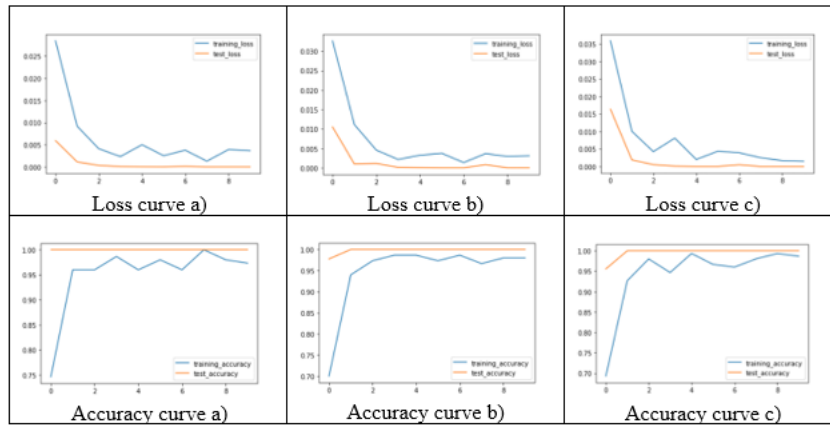 training_loss
test_loss
0.025
0.020
0.015
0.010
0.005
0.000
0 2 4 6 8
Loss curve a)
training_loss
test_loss
0.030
0.025
0.020
0.015
0.010
0.005
0.000
0 2 4 6 8
Loss curve b)
training_loss
test_loss
0.035
0.030
0.025
0.020
0.015
0.010
0.005
0.000
0 2 4 6 8
Loss curve c)
1.00
0.95
0.90
0.85
0.80
0.75
training_accuracy
test_accuracy
0 2 4 6 8
Accuracy curve a)
1.00
0.95
0.90
0.85
0.80
0.75
0.70
training_accuracy
test_accuracy
0 2 4 6 8
Accuracy curve b)
1.00
0.95
0.90
0.85
0.80
0.75
0.70
training_accuracy
test_accuracy
0 2 4 6 8
Accuracy curve c)